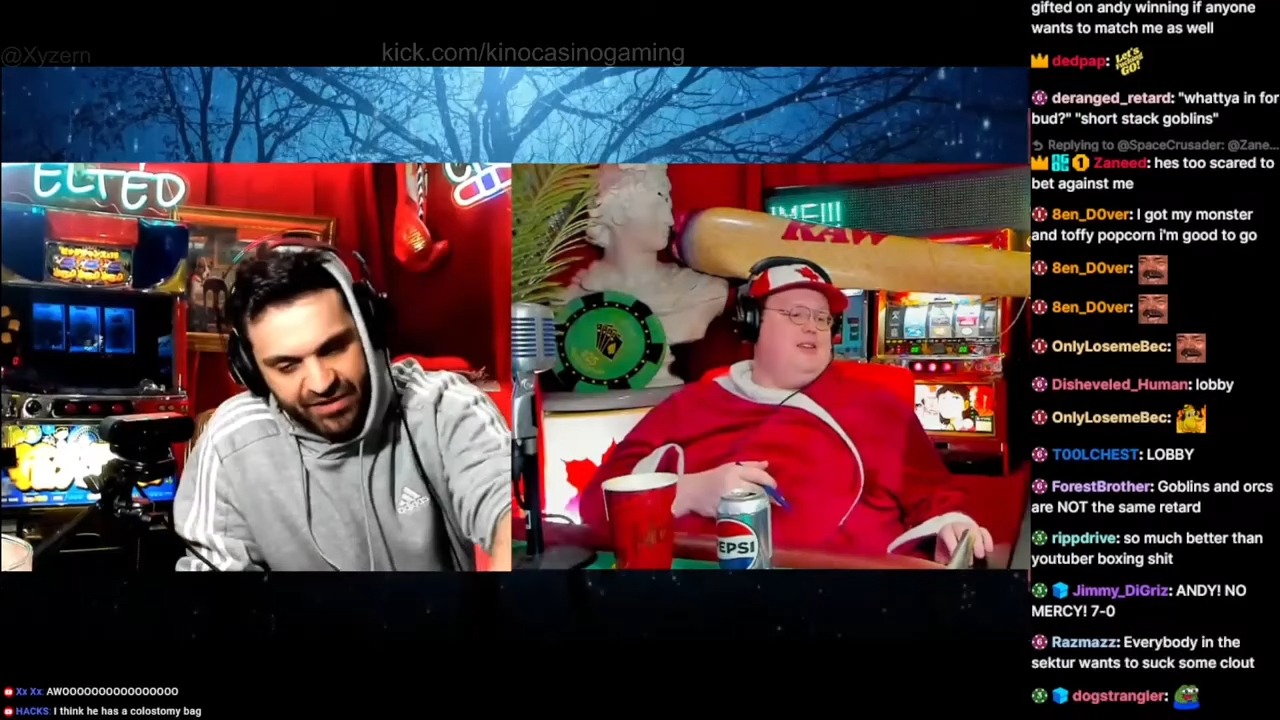 @Xyzern
kick.com/kinocasinogaming
ELTED
RAW
PEPSI
gifted on andy winning if anyone
wants to match me as well
dedpap: Let's Fucking GO!
deranged_retard: "whattya in for
bud?" "short stack goblins"
Replying to @SpaceCrusader: @Zane...
Zaneed: hes too scared to
bet against me
8en_D0ver: I got my monster
and toffy popcorn i'm good to go
8en_D0ver:
8en_D0ver:
OnlyLosemeBec:
Disheveled_Human: lobby
OnlyLosemeBec:
T00LCHEST: LOBBY
ForestBrother: Goblins and orcs
are NOT the same retard
rippdrive: so much better than
youtuber boxing shit
Jimmy_DiGriz: ANDY! NO
MERCY! 7-0
Razmazz: Everybody in the
sektur wants to suck some clout
dogstrangler:
Xx Xx: AWOOOOOOOOOOOOOOOO
HACKS: I think he has a colostomy bag